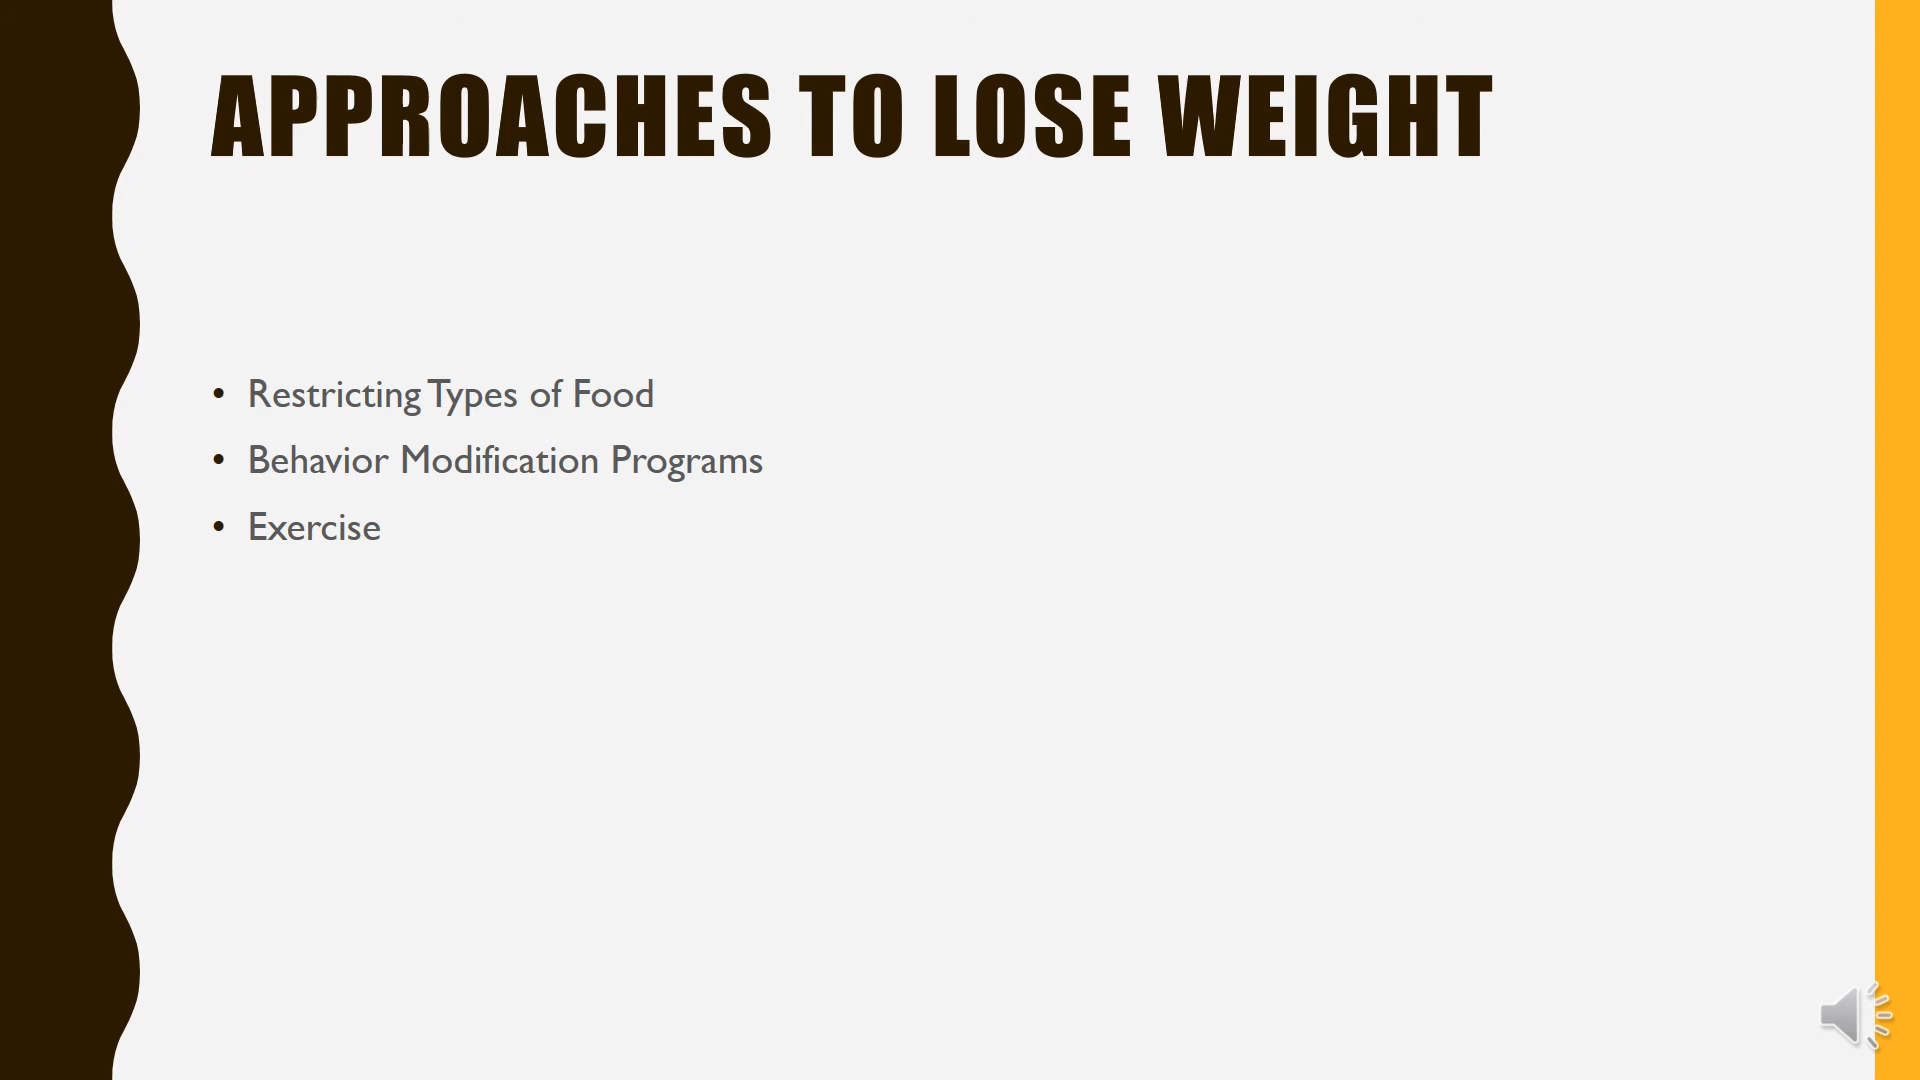 APPROACHES TO LOSE WEIGHT
• Restricting Types of Food
• Behavior Modification Programs
• Exercise